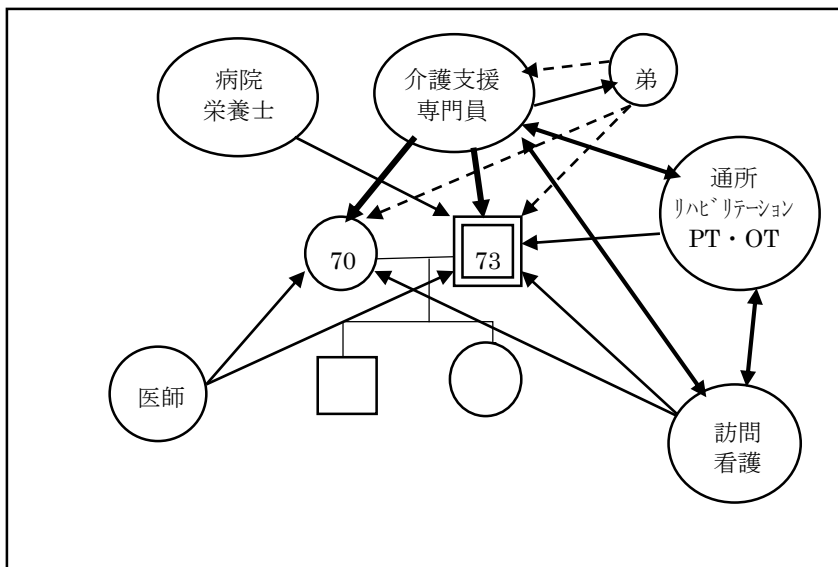 病院
栄養士
介護支援
専門員
弟
通所
ﾘﾊﾋﾞﾘﾃｰｼｮﾝ
PT・OT
70
73
医師
訪問
看護